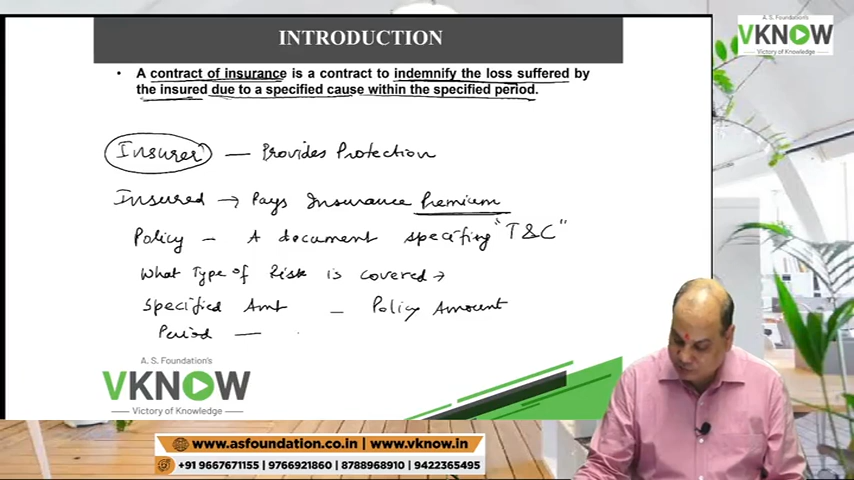 INTRODUCTION
A. S. Foundation's
VKNOW
Victory of Knowledge
• A contract of insurance is a contract to indemnify the loss suffered by
the insured due to a specified cause within the specified period.
Insurer — Provides Protection
Insured → Pays Insurance Premium
Policy - A document specifing "T&C"
What Type of Risk is covered →
Specified Amt - Policy Amount
Period —
A. S. Foundation's
VKNOW
Victory of Knowledge
www.asfoundation.co.in | www.vknow.in
+91 9667671155 | 9766921860 | 8788968910 | 9422365495